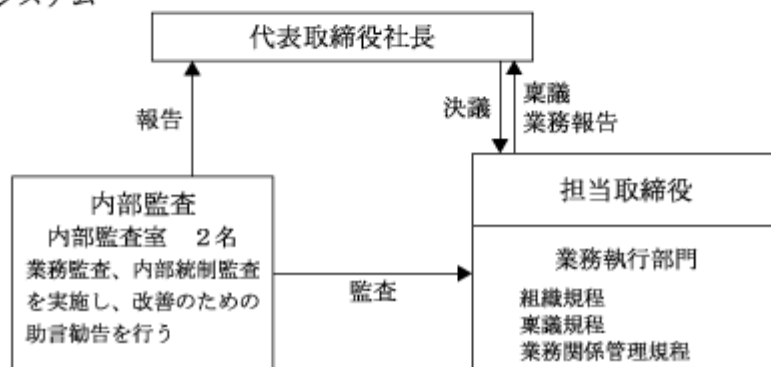 システム
代表取締役社長
報告
決議
稟議
業務報告
内部監査
内部監査室 2名
業務監査、内部統制監査
を実施し、改善のための
助言勧告を行う
監査
担当取締役
業務執行部門
組織規程
稟議規程
業務関係管理規程